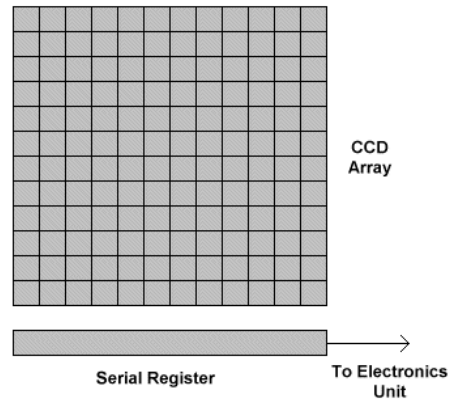 CCD
Array
Serial Register
To Electronics
Unit